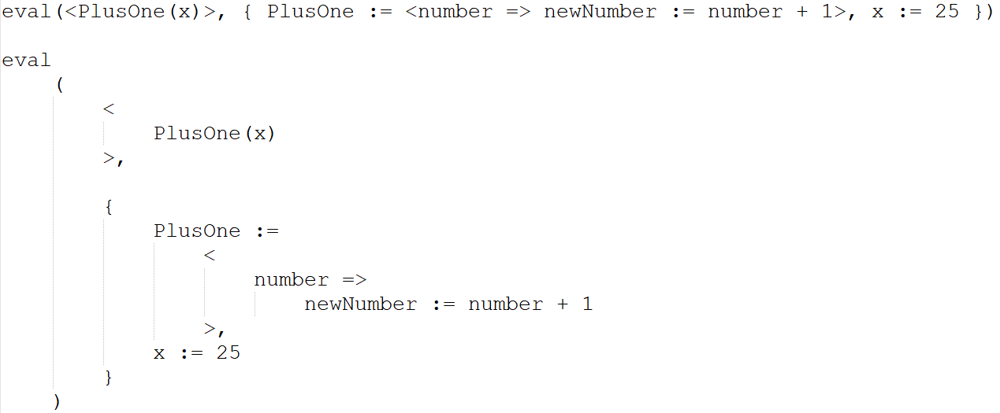 eval(<PlusOne(x)>, { PlusOne := <number => newNumber := number + 1>, x := 25 })
eval
(
<
PlusOne(x)
>,
{
PlusOne :=
<
number =>
newNumber := number + 1
>,
x := 25
}
)